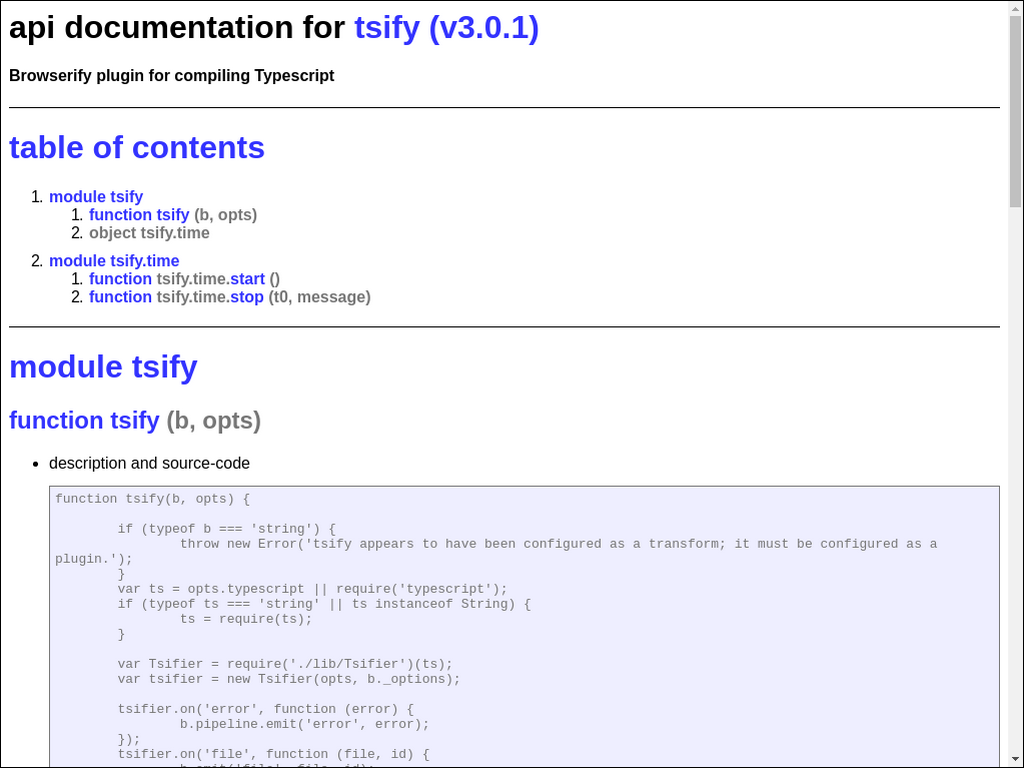 api documentation for tsify (v3.0.1)
Browserify plugin for compiling Typescript
table of contents
1. module tsify
1. function tsify (b, opts)
2. object tsify.time
2. module tsify.time
1. function tsify.time.start ()
2. function tsify.time.stop (t0, message)
module tsify
function tsify (b, opts)
• description and source-code
function tsify(b, opts) {
if (typeof b === 'string') {
throw new Error('tsify appears to have been configured as a transform; it must be configured as a
plugin.');
}
var ts = opts.typescript || require('typescript');
if (typeof ts === 'string' || ts instanceof String) {
ts = require(ts);
}
var Tsifier = require('./lib/Tsifier')(ts);
var tsifier = new Tsifier(opts, b._options);
tsifier.on('error', function (error) {
b.pipeline.emit('error', error);
});
tsifier.on('file', function (file, id) {
b.emit('file', file, id);